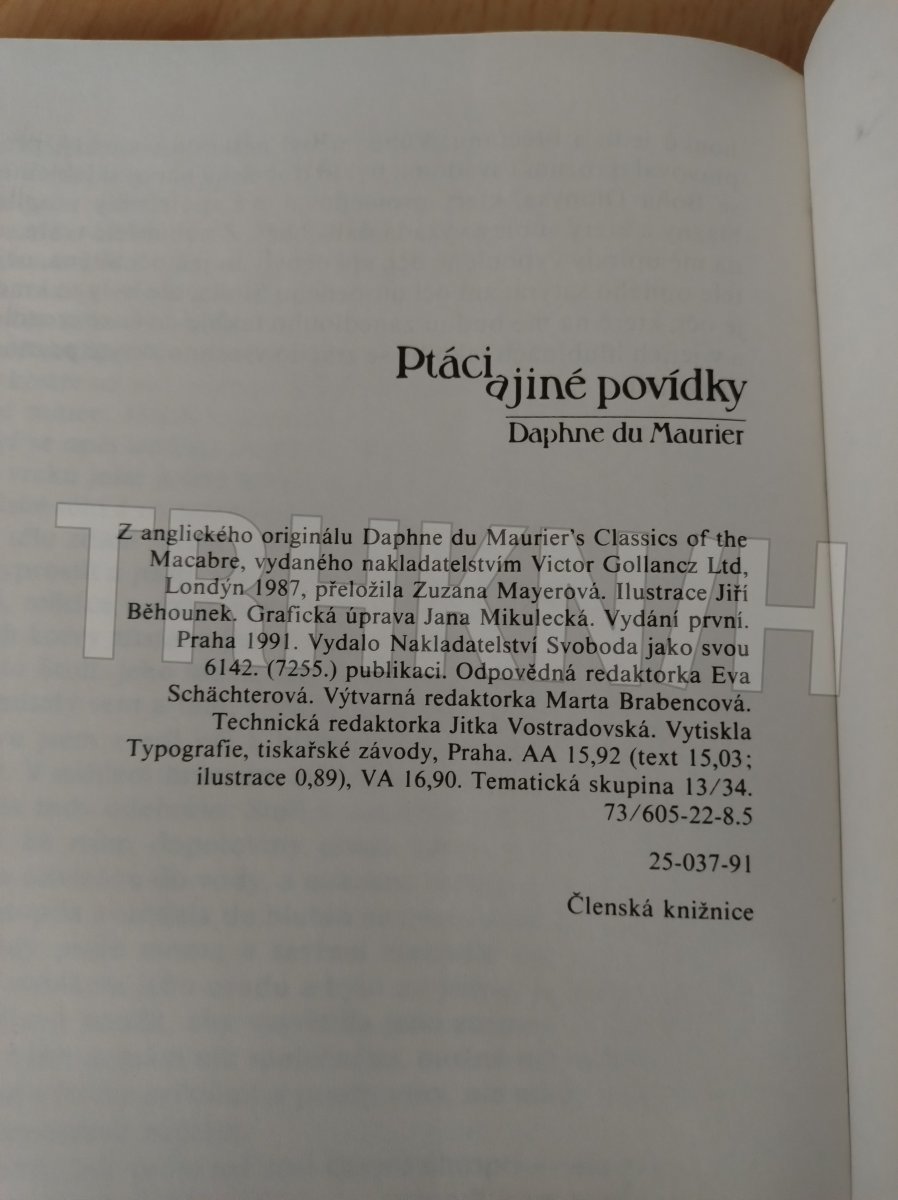 Ptáci a jiné povídky
Daphne du Maurier
Z anglického originálu Daphne du Maurier's Classics of the
Macabre, vydaného nakladatelstvím Victor Gollancz Ltd,
Londýn 1987, přeložila Zuzana Mayerová. Ilustrace Jiří
Běhounek. Grafická úprava Jana Mikulecká. Vydání první.
Praha 1991. Vydalo Nakladatelství Svoboda jako svou
6142. (7255.) publikaci. Odpovědná redaktorka Eva
Schächterová. Výtvarná redaktorka Marta Brabencová.
Technická redaktorka Jitka Vostradovská. Vytiskla
Typografie, tiskařské závody, Praha. AA 15,92 (text 15,03;
ilustrace 0,89), VA 16,90. Tematická skupina 13/34.
73/605-22-8.5
25-037-91
Členská knižnice